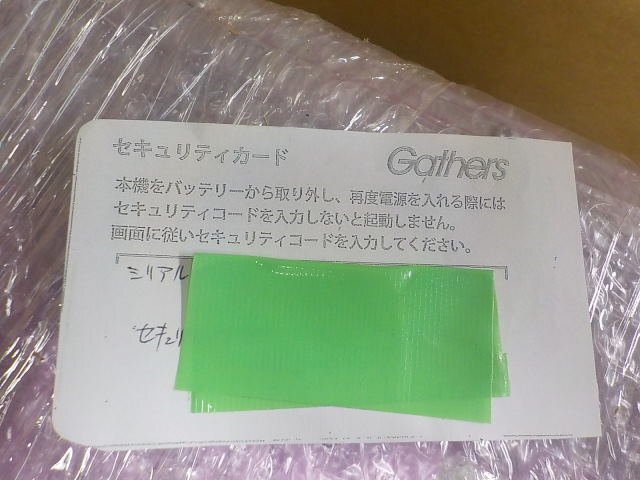 セキュリティカード
Gathers
本機をバッテリーから取り外し、再度電源を入れる際には
セキュリティコードを入力しないと起動しません。
画面に従いセキュリティコードを入力してください。
シリアル
セキュリ